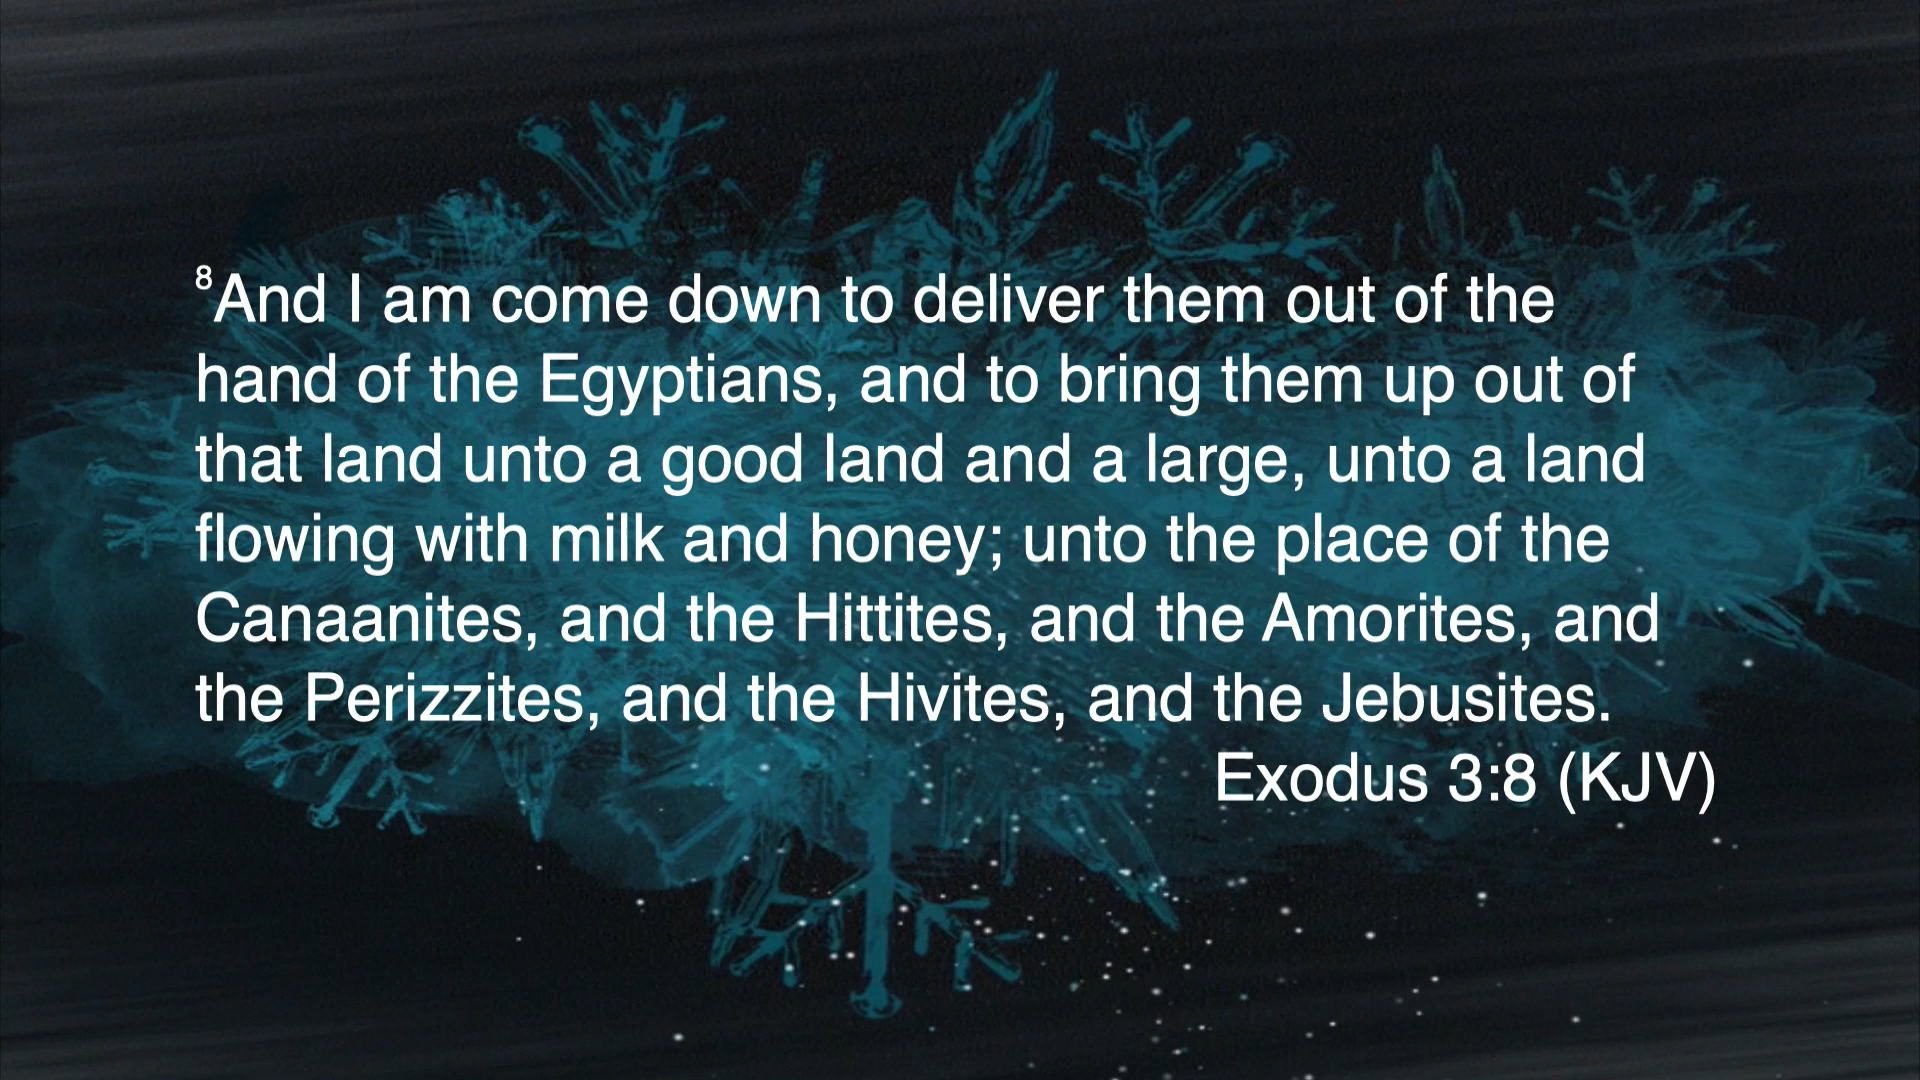 ⁸And I am come down to deliver them out of the
hand of the Egyptians, and to bring them up out of
that land unto a good land and a large, unto a land
flowing with milk and honey; unto the place of the
Canaanites, and the Hittites, and the Amorites, and
the Perizzites, and the Hivites, and the Jebusites.
Exodus 3:8 (KJV)